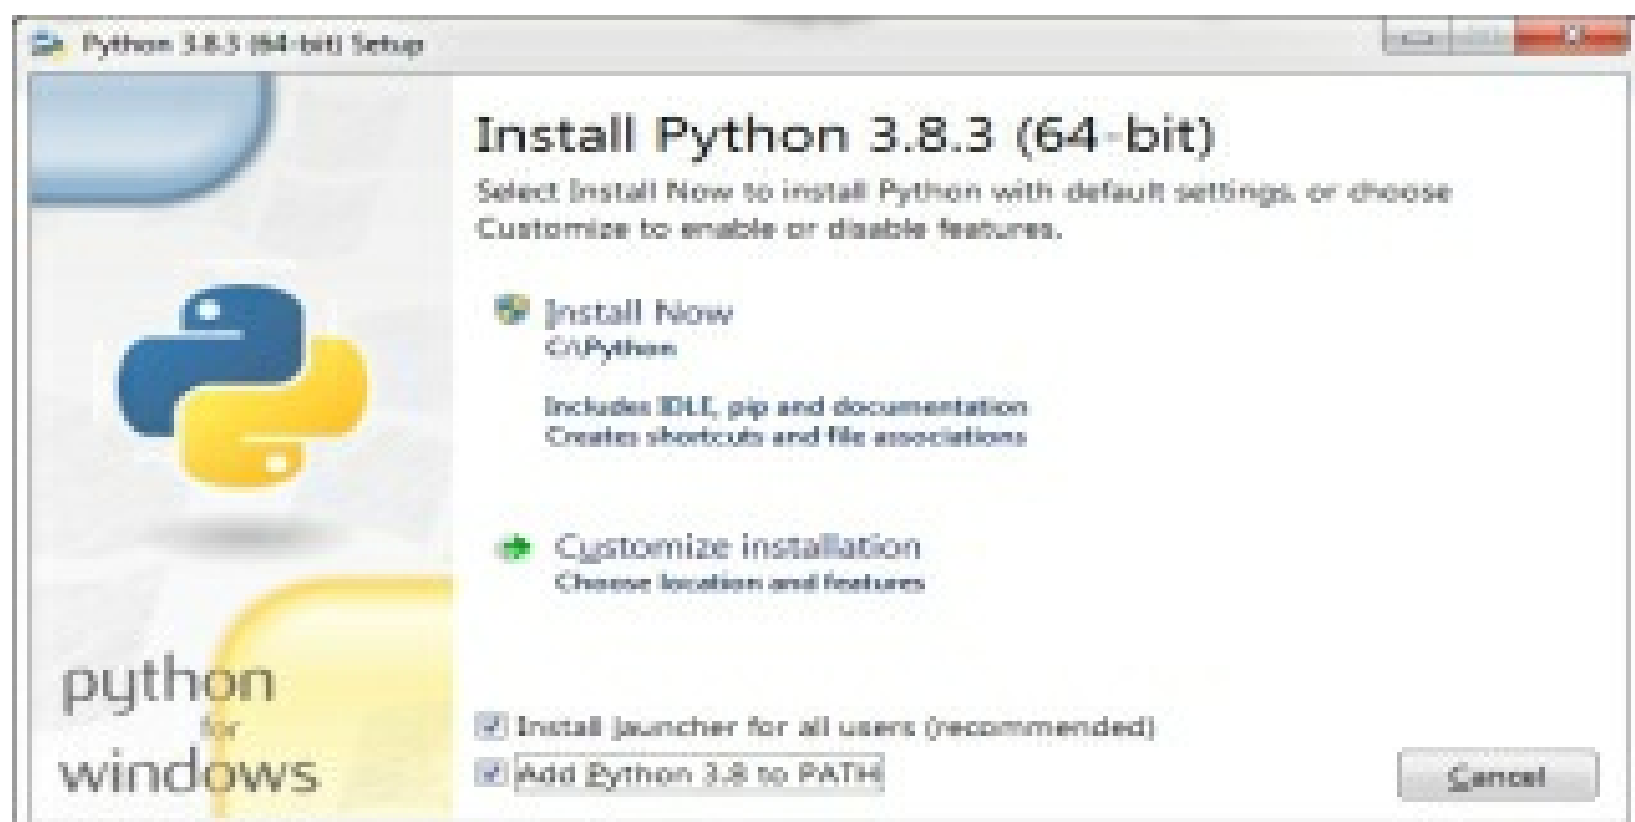 Python 3.8.3 (64-bit) Setup
Install Python 3.8.3 (64-bit)
Select Install Now to install Python with default settings, or choose
Customize to enable or disable features.
Install Now
C:\Python
Includes IDLE, pip and documentation
Creates shortcuts and file associations
Customize installation
Choose location and features
python
for
windows
Install launcher for all users (recommended)
Add Python 3.8 to PATH
Cancel